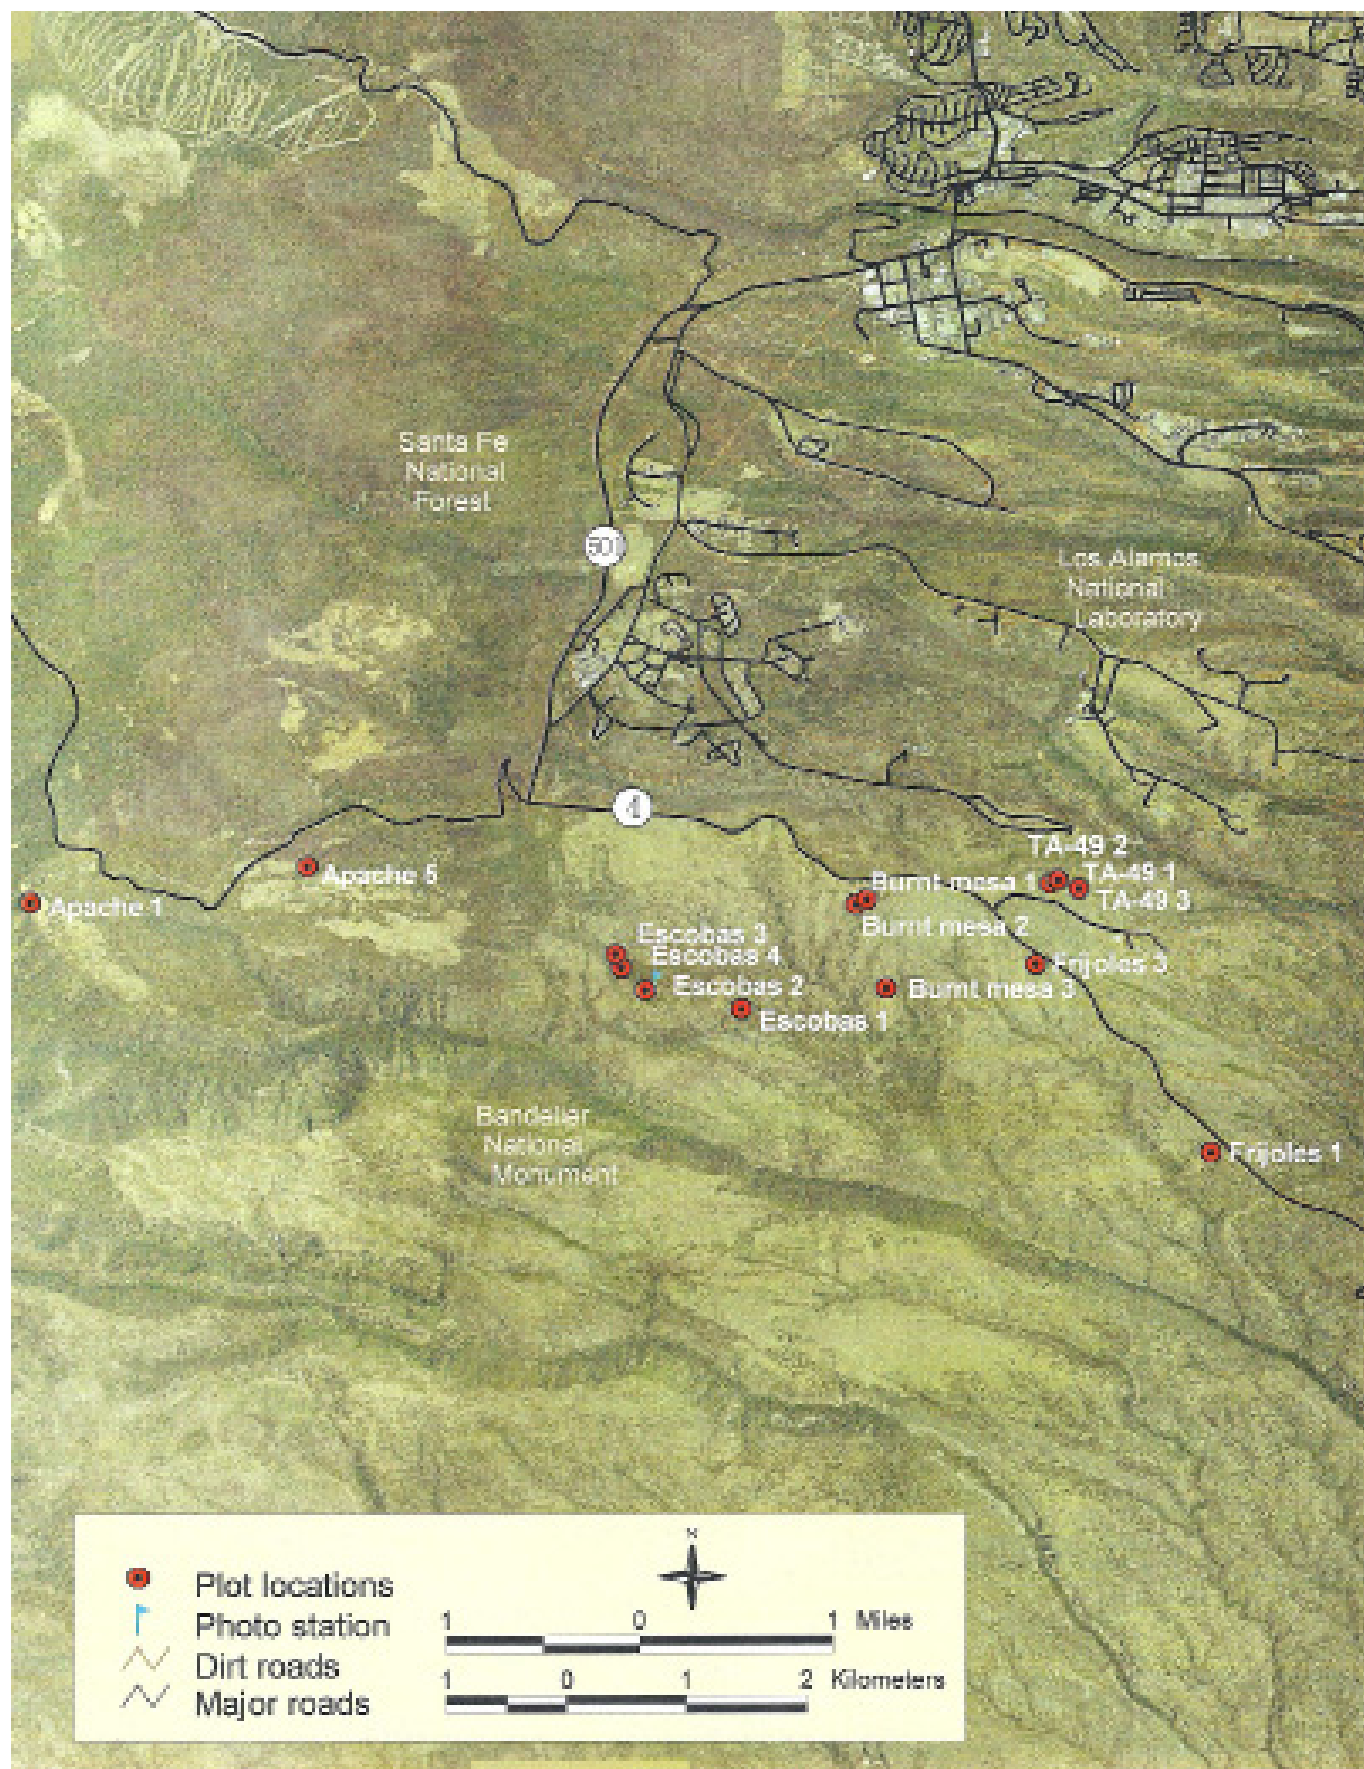 Santa Fe
National
Forest
501
Los Alamos
National
Laboratory
4
TA-49 2
Apache 5
Burnt mesa 1
TA-49 1
TA-49 3
Apache 1
Burnt mesa 2
Escobas 3
Escobas 4
Frijoles 3
Escobas 2
Burnt mesa 3
Escobas 1
Bandelier
National
Monument
Frijoles 1
N
Plot locations
Photo station
Dirt roads
Major roads
1 0 1 Miles
1 0 1 2 Kilometers